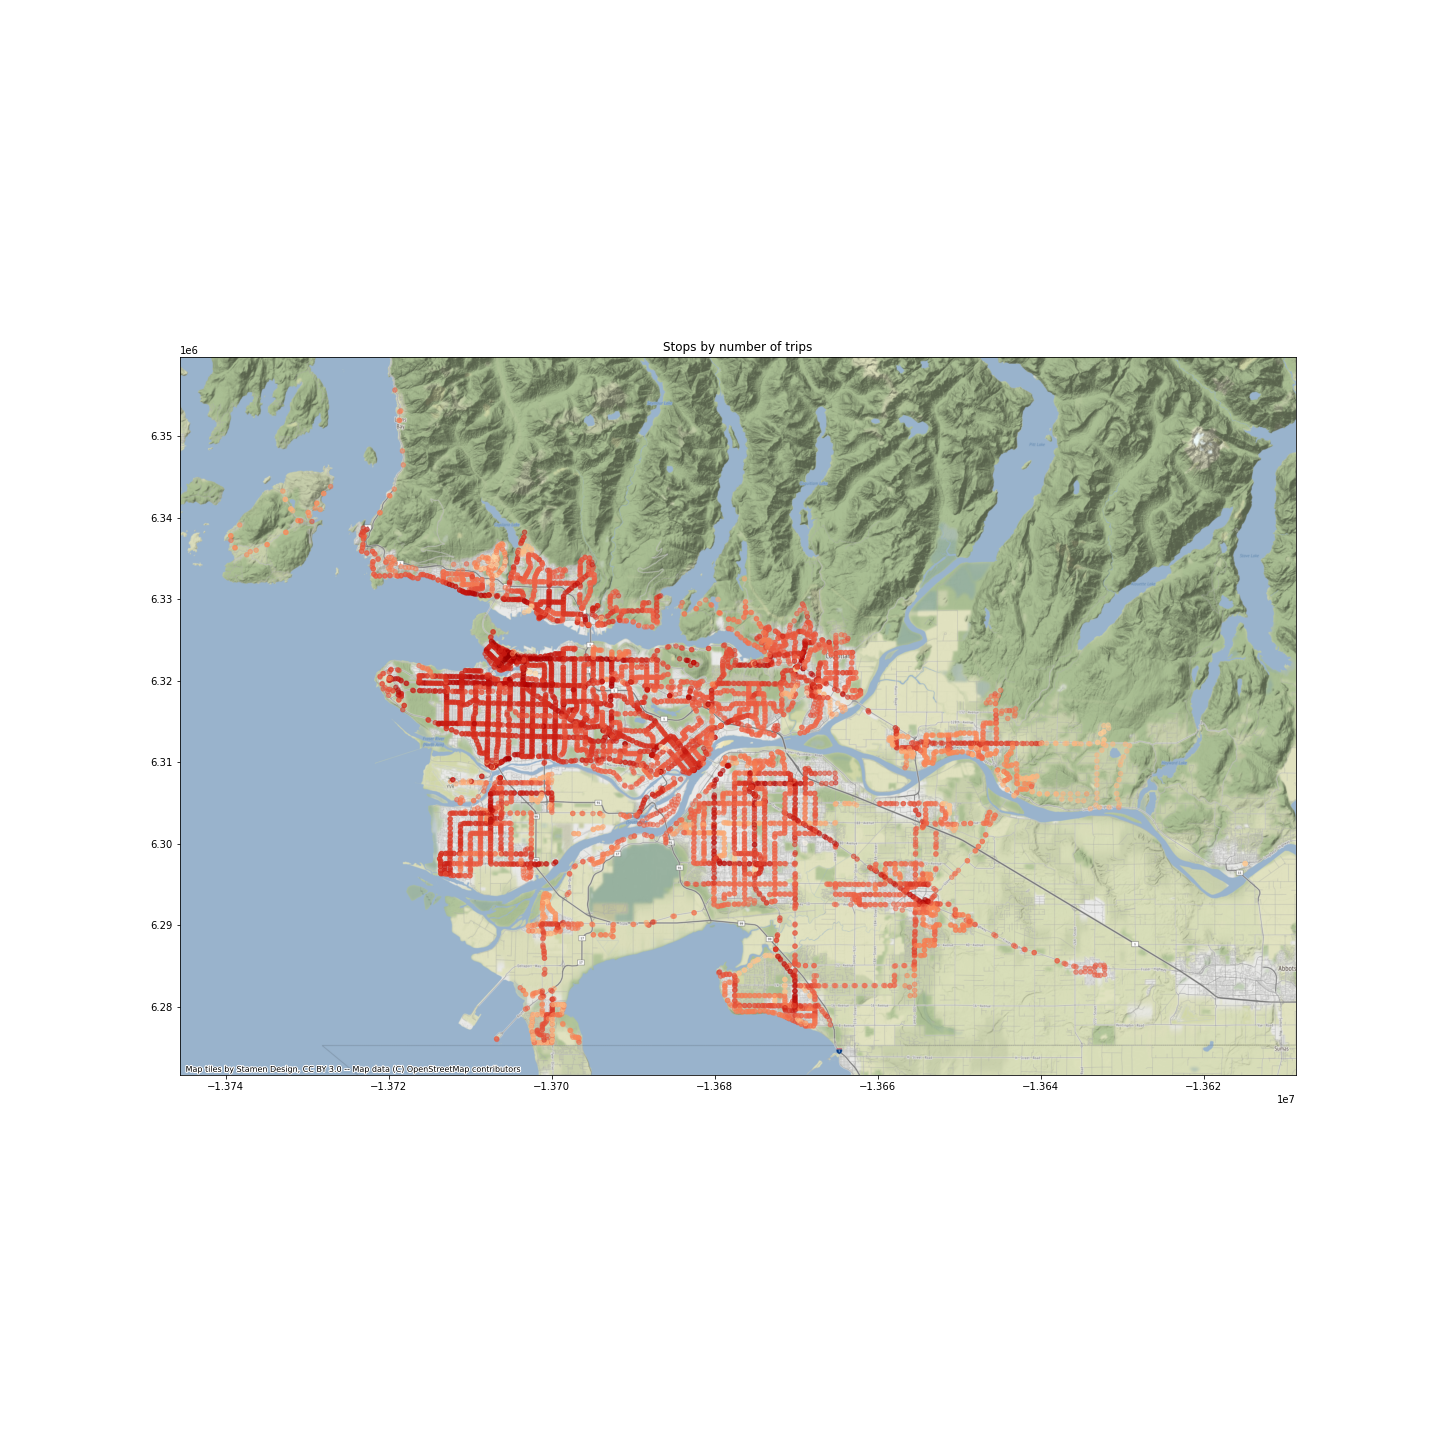 Stops by number of trips
1e6
6.35
6.34
6.33
6.32
6.31
6.30
6.29
6.28
Map tiles by Stamen Design, CC BY 3.0 -- Map data (C) OpenStreetMap contributors
−1.374 −1.372 −1.370 −1.368 −1.366 −1.364 −1.362
1e7